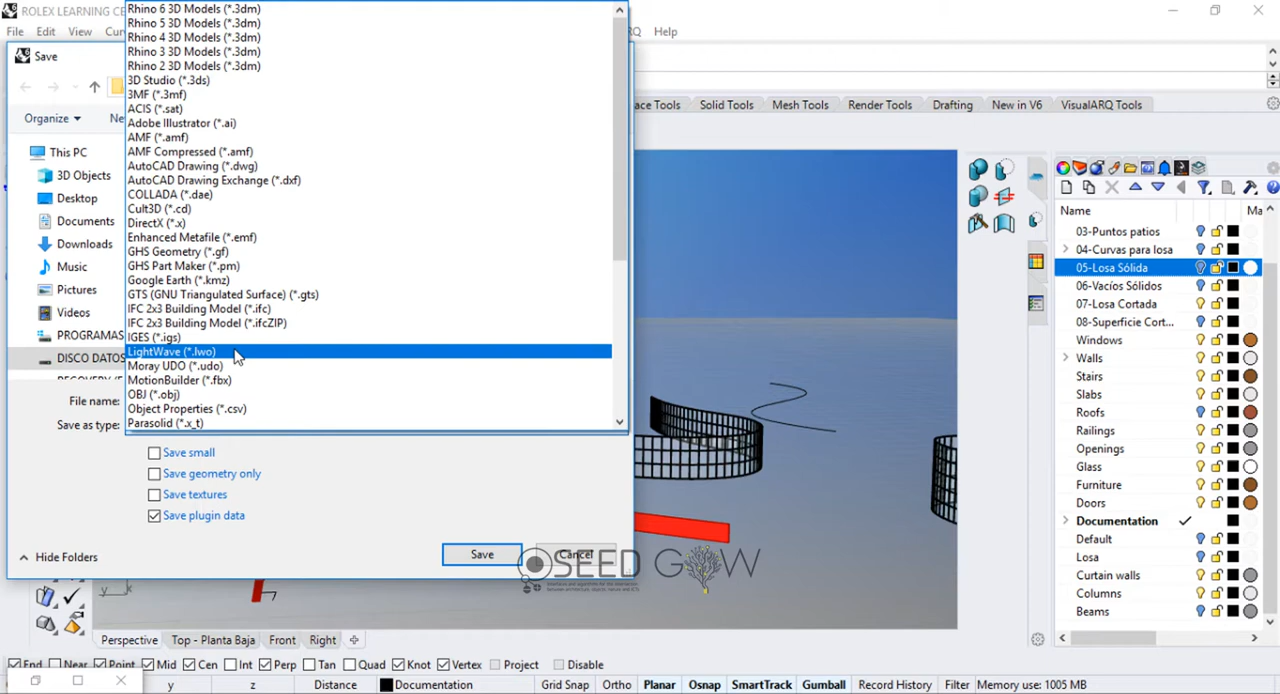 ROLEX LEARNING CE
File Edit View Cur
RQ Help
Save
Organize
Ne
This PC
3D Objects
Desktop
Documents
Downloads
Music
Pictures
Videos
PROGRAMAS
DISCO DATOS
File name:
Save as type:
Rhino 6 3D Models (*.3dm)
Rhino 5 3D Models (*.3dm)
Rhino 4 3D Models (*.3dm)
Rhino 3 3D Models (*.3dm)
Rhino 2 3D Models (*.3dm)
3D Studio (*.3ds)
3MF (*.3mf)
ACIS (*.sat)
Adobe Illustrator (*.ai)
AMF (*.amf)
AMF Compressed (*.amf)
AutoCAD Drawing (*.dwg)
AutoCAD Drawing Exchange (*.dxf)
COLLADA (*.dae)
Cult3D (*.cd)
DirectX (*.x)
Enhanced Metafile (*.emf)
GHS Geometry (*.gf)
GHS Part Maker (*.pm)
Google Earth (*.kmz)
GTS (GNU Triangulated Surface) (*.gts)
IFC 2x3 Building Model (*.ifc)
IFC 2x3 Building Model (*.ifcZIP)
IGES (*.igs)
LightWave (*.lwo)
Moray UDO (*.udo)
MotionBuilder (*.fbx)
OBJ (*.obj)
Object Properties (*.csv)
Parasolid (*.x_t)
Save small
Save geometry only
Save textures
Save plugin data
Hide Folders
Save
Cancel
SEED GOW
ace Tools Solid Tools Mesh Tools Render Tools Drafting New in V6 VisualARQ Tools
Name Ma
03-Puntos patios
04-Curvas para losa
05-Losa Sólida
06-Vacíos Sólidos
07-Losa Cortada
08-Superficie Cort...
Windows
Walls
Stairs
Slabs
Roofs
Railings
Openings
Glass
Furniture
Doors
Documentation
Default
Losa
Curtain walls
Columns
Beams
y x
Perspective Top - Planta Baja Front Right
End Near Point Mid Cen Int Perp Tan Quad Knot Vertex Project Disable
y z Distance Documentation Grid Snap Ortho Planar Osnap SmartTrack Gumball Record History Filter Memory use: 1005 MB